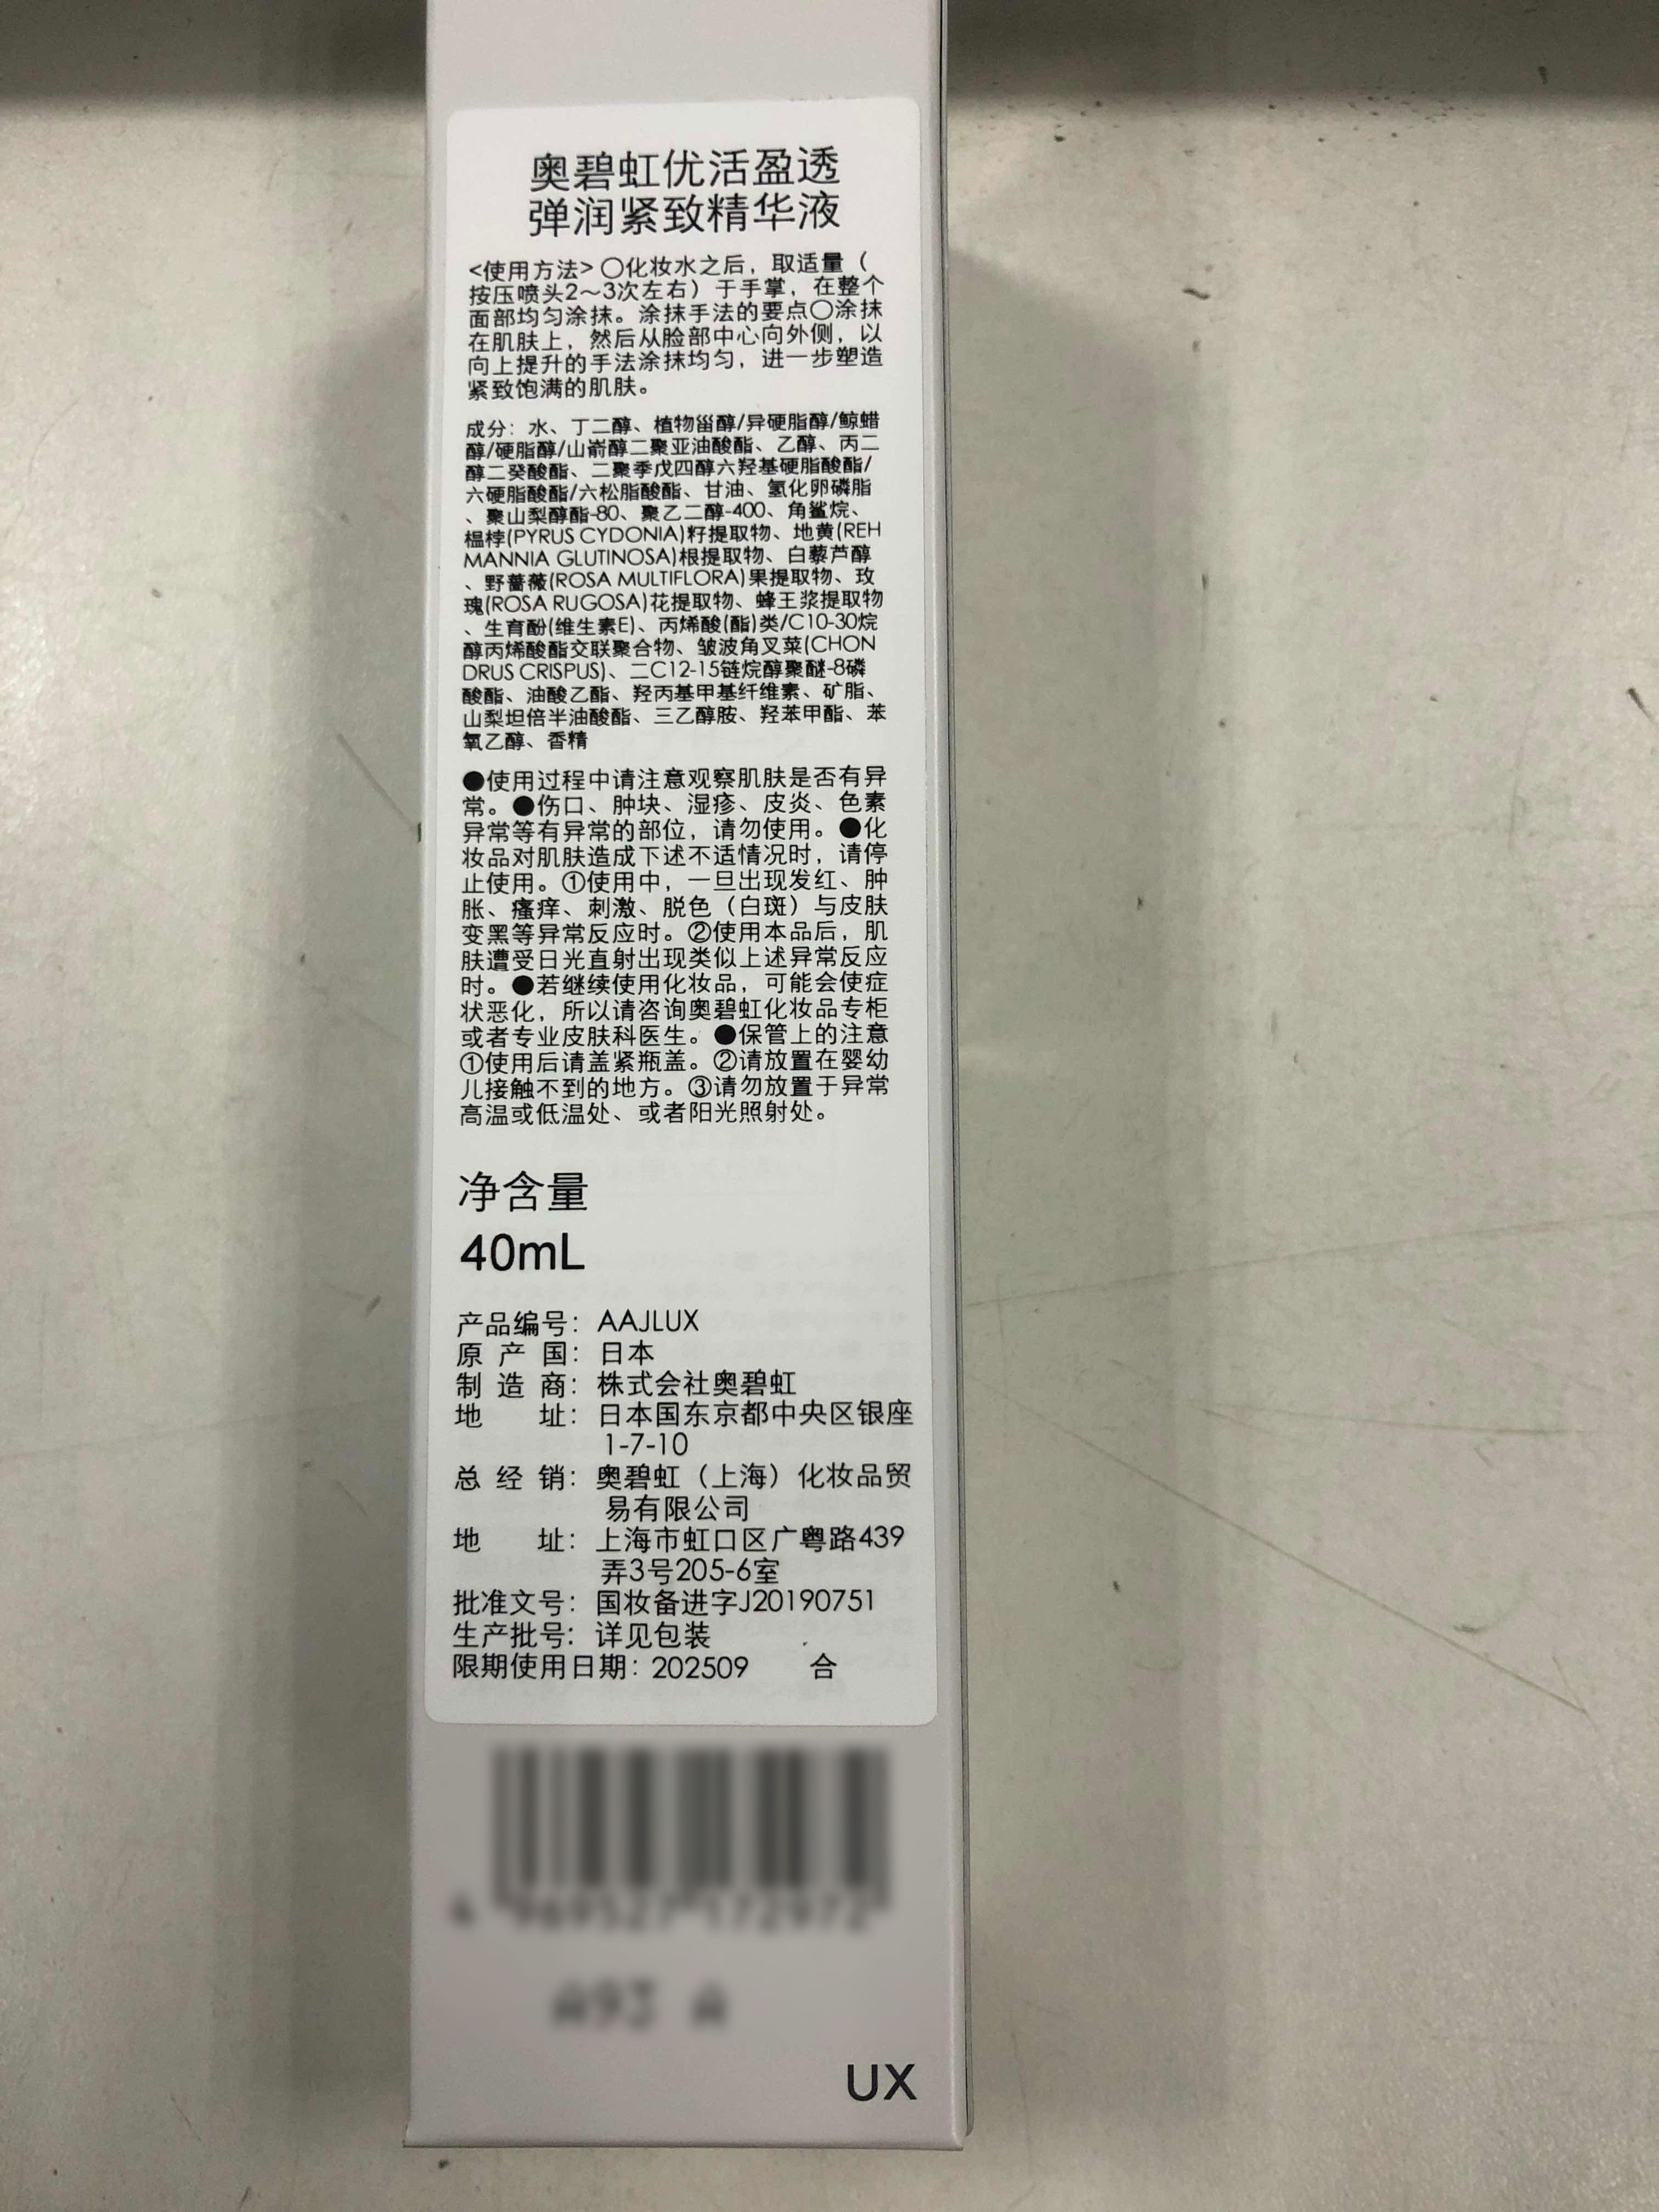 奥碧虹优活盈透
弹润紧致精华液
<使用方法>〇化妆水之后，取适量（
按压喷头2～3次左右）于手掌，在整个
面部均匀涂抹。涂抹手法的要点〇涂抹
在肌肤上，然后从脸部中心向外侧，以
向上提升的手法涂抹均匀，进一步塑造
紧致饱满的肌肤。
成分：水、丁二醇、植物甾醇/异硬脂醇/鲸蜡
醇/硬脂醇/山嵛醇二聚亚油酸酯、乙醇、丙二
醇二癸酸酯、二聚季戊四醇六羟基硬脂酸酯/
六硬脂酸酯/六松脂酸酯、甘油、氢化卵磷脂
、聚山梨醇酯-80、聚乙二醇-400、角鲨烷、
榅桲(PYRUS CYDONIA)籽提取物、地黄(REH
MANNIA GLUTINOSA)根提取物、白藜芦醇
、野蔷薇(ROSA MULTIFLORA)果提取物、玫
瑰(ROSA RUGOSA)花提取物、蜂王浆提取物
、生育酚(维生素E)、丙烯酸(酯)类/C10-30烷
醇丙烯酸酯交联聚合物、皱波角叉菜(CHON
DRUS CRISPUS)、二C12-15链烷醇聚醚-8磷
酸酯、油酸乙酯、羟丙基甲基纤维素、矿脂、
山梨坦倍半油酸酯、三乙醇胺、羟苯甲酯、苯
氧乙醇、香精
●使用过程中请注意观察肌肤是否有异
常。●伤口、肿块、湿疹、皮炎、色素
异常等有异常的部位，请勿使用。●化
妆品对肌肤造成下述不适情况时，请停
止使用。①使用中，一旦出现发红、肿
胀、瘙痒、刺激、脱色（白斑）与皮肤
变黑等异常反应时。②使用本品后，肌
肤遭受日光直射出现类似上述异常反应
时。●若继续使用化妆品，可能会使症
状恶化，所以请咨询奥碧虹化妆品专柜
或者专业皮肤科医生。●保管上的注意
①使用后请盖紧瓶盖。②请放置在婴幼
儿接触不到的地方。③请勿放置于异常
高温或低温处、或者阳光照射处。
净含量
40mL
产品编号：AAJLUX
原产国：日本
制造商：株式会社奥碧虹
地址：日本国东京都中央区银座
1-7-10
总经销：奥碧虹（上海）化妆品贸
易有限公司
地址：上海市虹口区广粤路439
弄3号205-6室
批准文号：国妆备进字J20190751
生产批号：详见包装
限期使用日期：202509 合
4 969527 172972
A93 A
UX